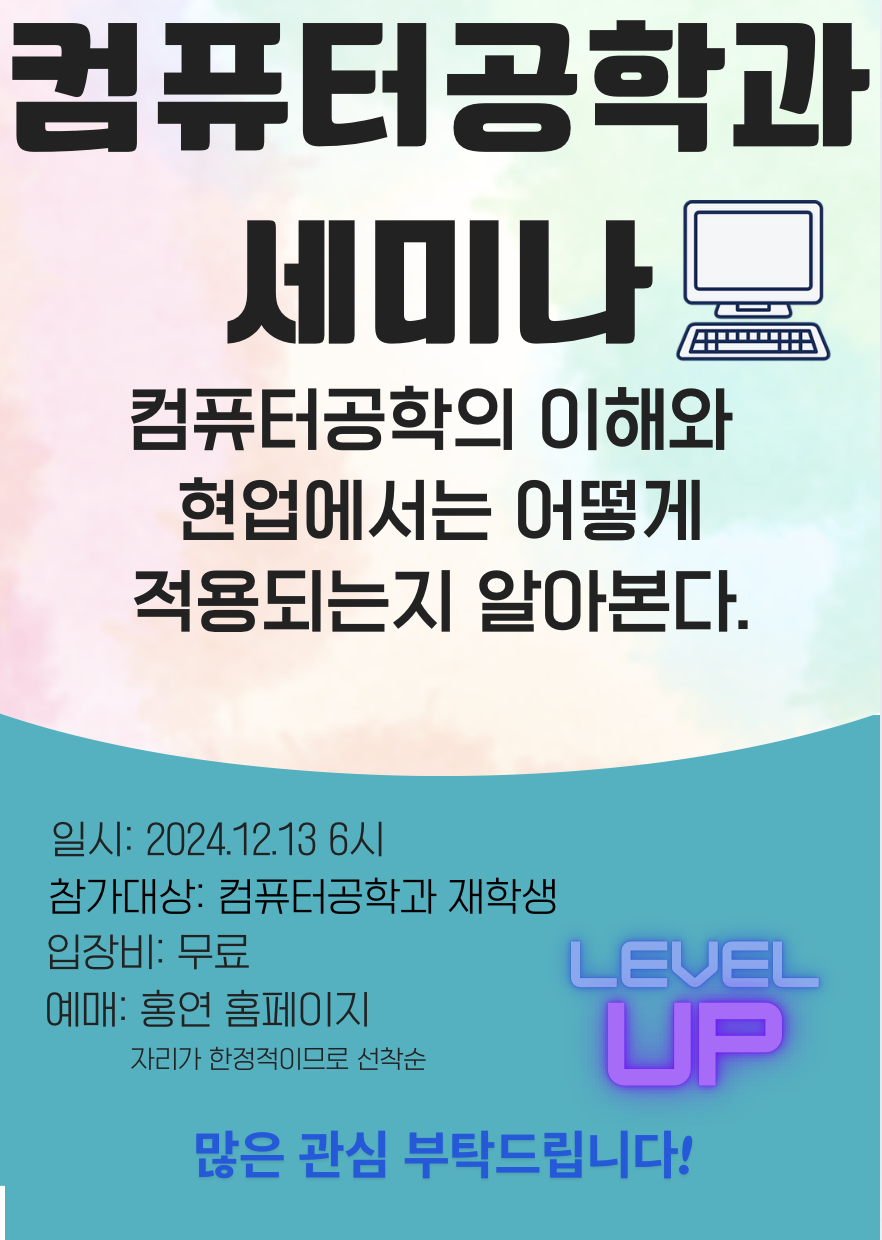 컴퓨터공학과
세미나
컴퓨터공학의 이해와
현업에서는 어떻게
적용되는지 알아본다.
일시: 2024.12.13 6시
참가대상: 컴퓨터공학과 재학생
입장비: 무료
예매: 홍연 홈페이지
자리가 한정적이므로 선착순
LEVEL
UP
많은 관심 부탁드립니다!